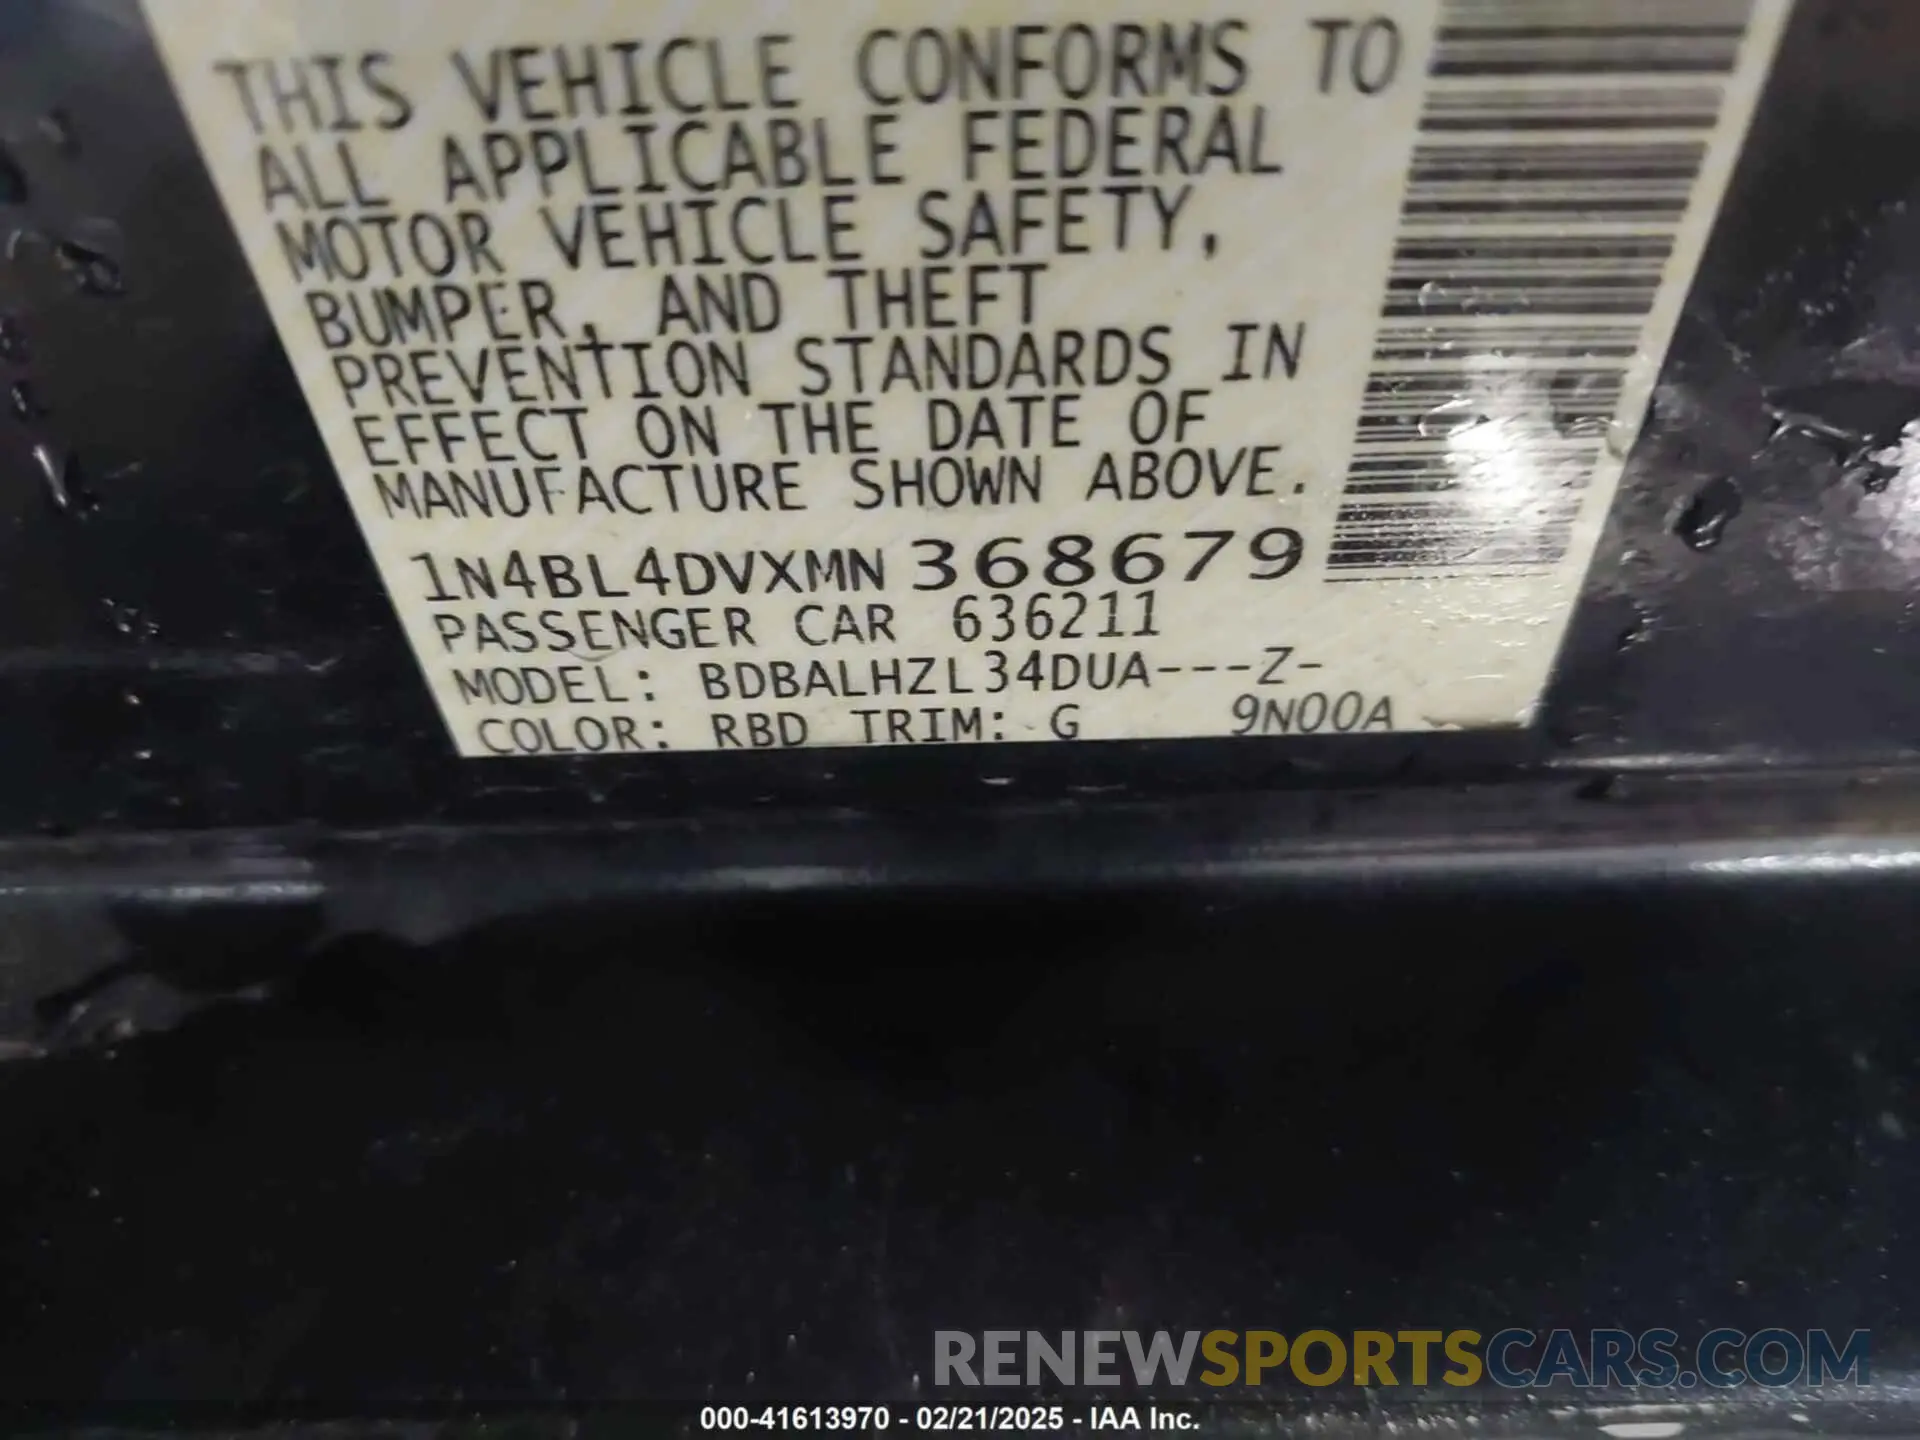 THIS VEHICLE CONFORMS TO
ALL APPLICABLE FEDERAL
MOTOR VEHICLE SAFETY,
BUMPER, AND THEFT
PREVENTION STANDARDS IN
EFFECT ON THE DATE OF
MANUFACTURE SHOWN ABOVE.
1N4BL4DVXMN368679
PASSENGER CAR 636211
MODEL: BDBALHZL34DUA---Z-
COLOR: RBD TRIM: G 9N00A
RENEWSPORTSCARS.COM
000-41613970 - 02/21/2025 - IAA Inc.